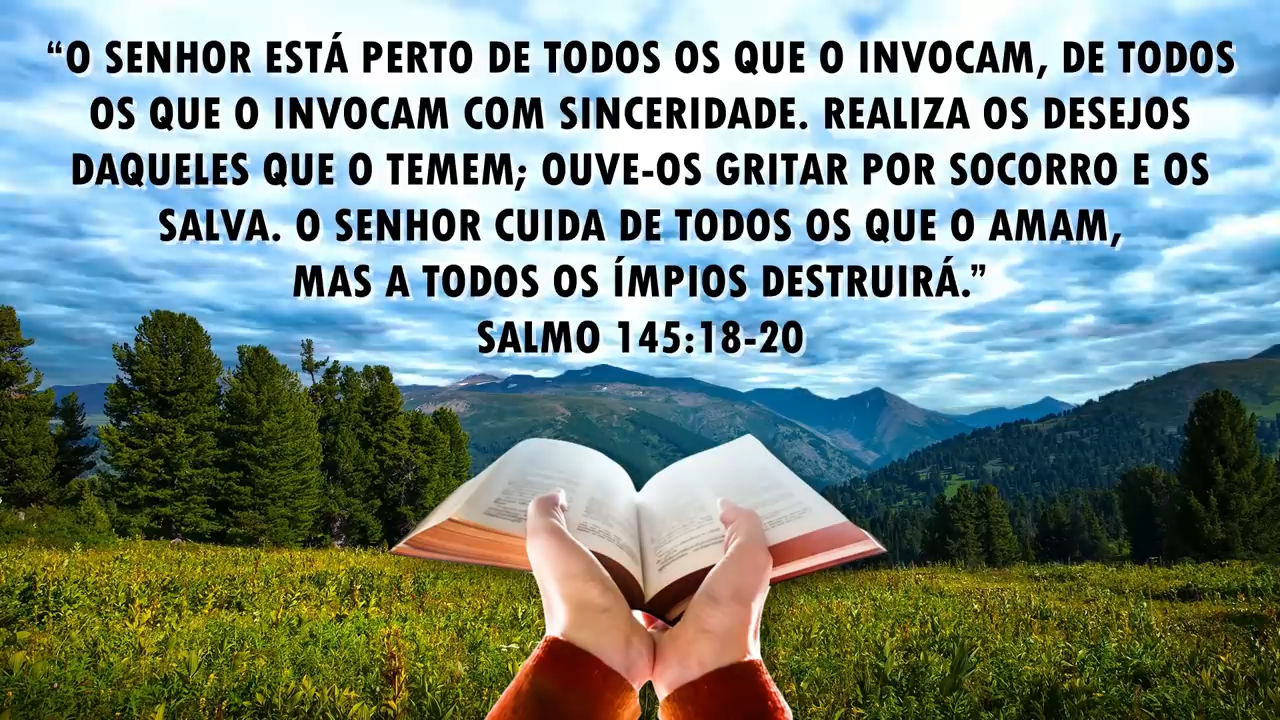 “O SENHOR ESTÁ PERTO DE TODOS OS QUE O INVOCAM, DE TODOS
OS QUE O INVOCAM COM SINCERIDADE. REALIZA OS DESEJOS
DAQUELES QUE O TEMEM; OUVE-OS GRITAR POR SOCORRO E OS
SALVA. O SENHOR CUIDA DE TODOS OS QUE O AMAM,
MAS A TODOS OS ÍMPIOS DESTRUIRÁ.”
SALMO 145:18-20